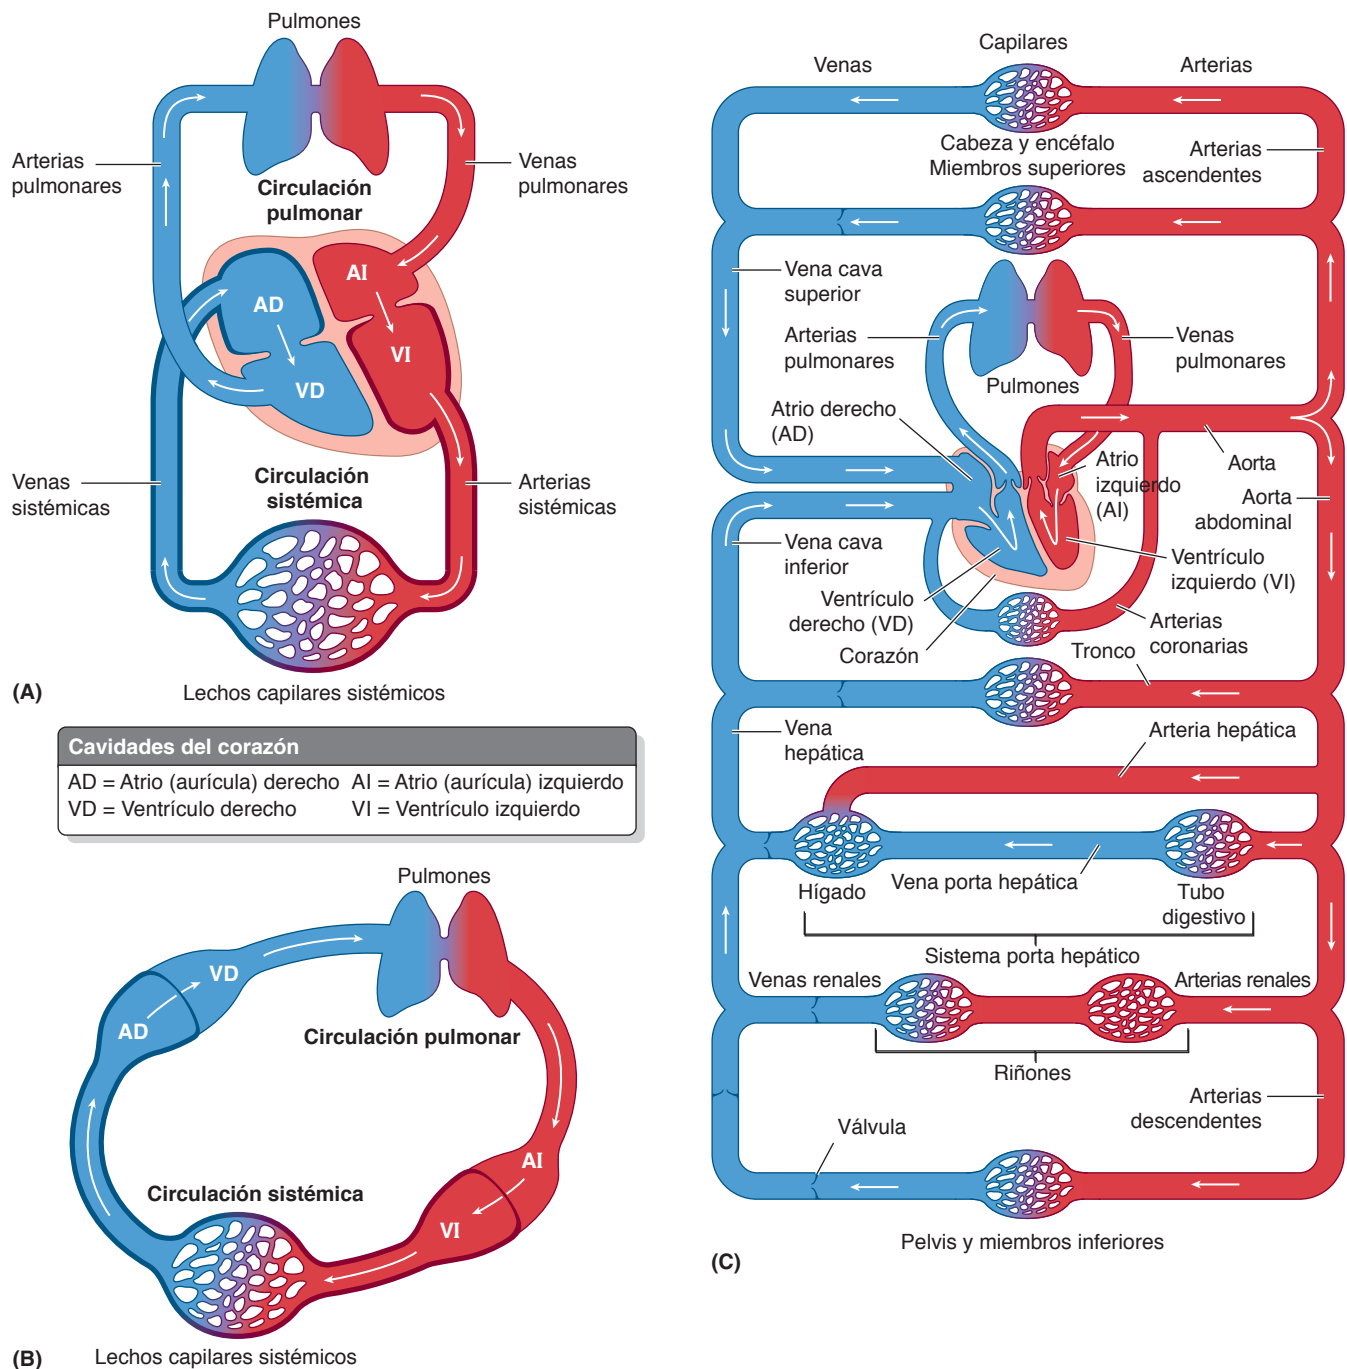 Pulmones
Arterias
pulmonares
Venas
pulmonares
Circulación
pulmonar
AI
AD
VI
VD
Venas
sistémicas
Circulación
sistémica
Arterias
sistémicas
(A)
Lechos capilares sistémicos
Cavidades del corazón
AD = Atrio (aurícula) derecho AI = Atrio (aurícula) izquierdo
VD = Ventrículo derecho VI = Ventrículo izquierdo
Pulmones
VD
AD
Circulación pulmonar
AI
Circulación sistémica
VI
(B)
Lechos capilares sistémicos
Capilares
Venas
Arterias
Cabeza y encéfalo
Miembros superiores
Arterias
ascendentes
Vena cava
superior
Arterias
pulmonares
Venas
pulmonares
Pulmones
Atrio derecho
(AD)
Atrio
izquierdo
(AI)
Aorta
Aorta
abdominal
Vena cava
inferior
Ventrículo
izquierdo (VI)
Ventrículo
derecho (VD)
Arterias
coronarias
Corazón
Tronco
Vena
hepática
Arteria hepática
Hígado
Vena porta hepática
Tubo
digestivo
Sistema porta hepático
Venas renales
Arterias renales
Riñones
Arterias
descendentes
Válvula
Pelvis y miembros inferiores
(C)